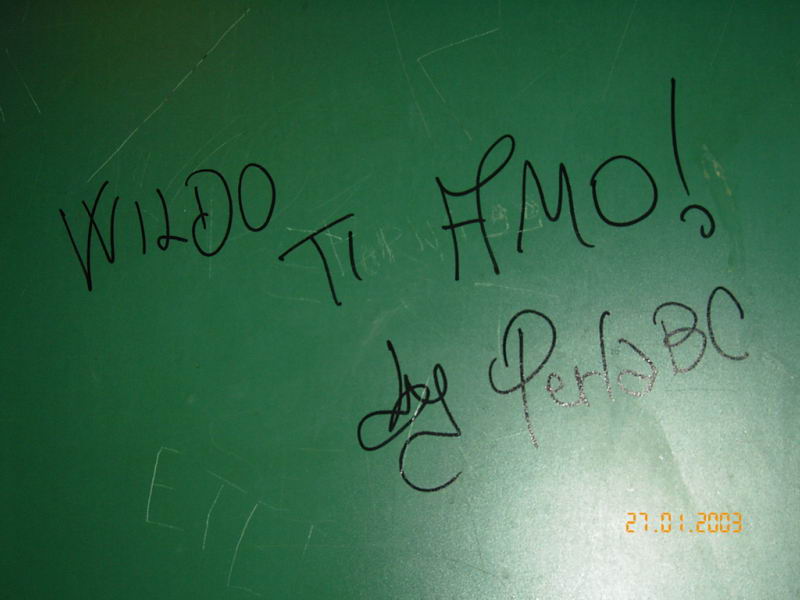 WILDO
TI AMO!
by PerlaBC
27.01.2003